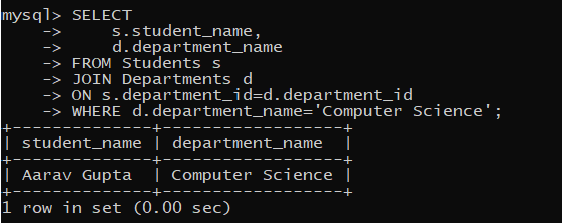 mysql> SELECT
    ->     s.student_name,
    ->     d.department_name
    -> FROM Students s
    -> JOIN Departments d
    -> ON s.department_id=d.department_id
    -> WHERE d.department_name='Computer Science';
+--------------+------------------+
| student_name | department_name  |
+--------------+------------------+
| Aarav Gupta  | Computer Science |
+--------------+------------------+
1 row in set (0.00 sec)